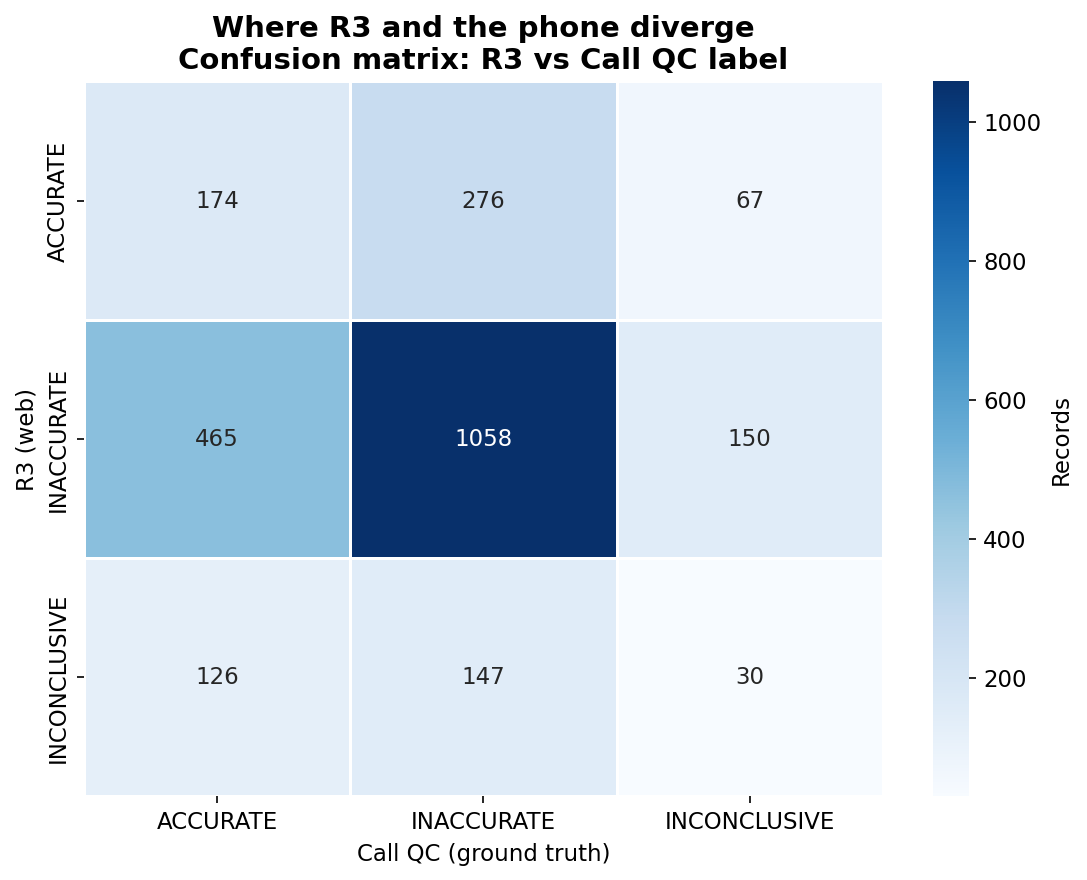 Where R3 and the phone diverge
Confusion matrix: R3 vs Call QC label
R3 (web)
ACCURATE
174 276 67
INACCURATE
465 1058 150
INCONCLUSIVE
126 147 30
ACCURATE INACCURATE INCONCLUSIVE
Call QC (ground truth)
1000
800
600
400
200
Records